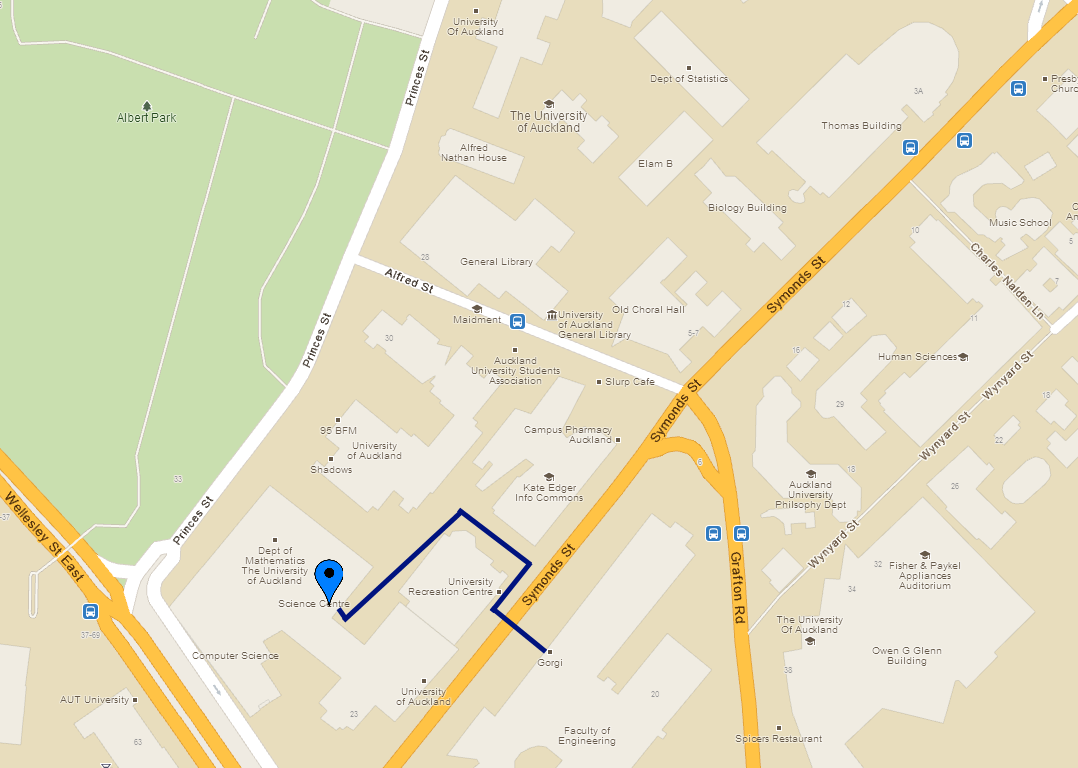 University
Of Auckland
Princes St
Dept of Statistics
Presb
Churc
3A
Albert Park
The University
of Auckland
Thomas Building
Alfred
Nathan House
Elam B
Biology Building
Music School
10
5
28
General Library
Alfred St
Symonds St
Charles Nalden Ln
7
12
11
Maidment
University
of Auckland
General Library
Old Choral Hall
5-7
30
Princes St
16
Human Sciences
Auckland
University Students
Association
Slurp Cafe
Wynyard St
Symonds St
29
18
95 BFM
University
of Auckland
Campus Pharmacy
Auckland
Wynyard St
22
Shadows
6
18
33
Kate Edger
Info Commons
Auckland
University
Philsophy Dept
26
Wellesley St East
-37
Princes St
Wynyard St
Dept of
Mathematics
The University
of Auckland
Symonds St
Grafton Rd
32
Fisher & Paykel
Appliances
Auditorium
University
Recreation Centre
34
Science Centre
37-69
The University
Of Auckland
Computer Science
Gorgi
Owen G Glenn
Building
38
AUT University
University
of Auckland
20
23
63
Faculty of
Engineering
Spicers Restaurant